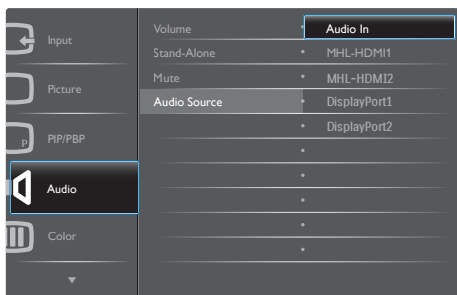 Input
Picture
p
PIP/PBP
Audio
Color
Volume
Stand-Alone
Mute
Audio Source
Audio In
MHL-HDMI1
MHL-HDMI2
DisplayPort1
DisplayPort2